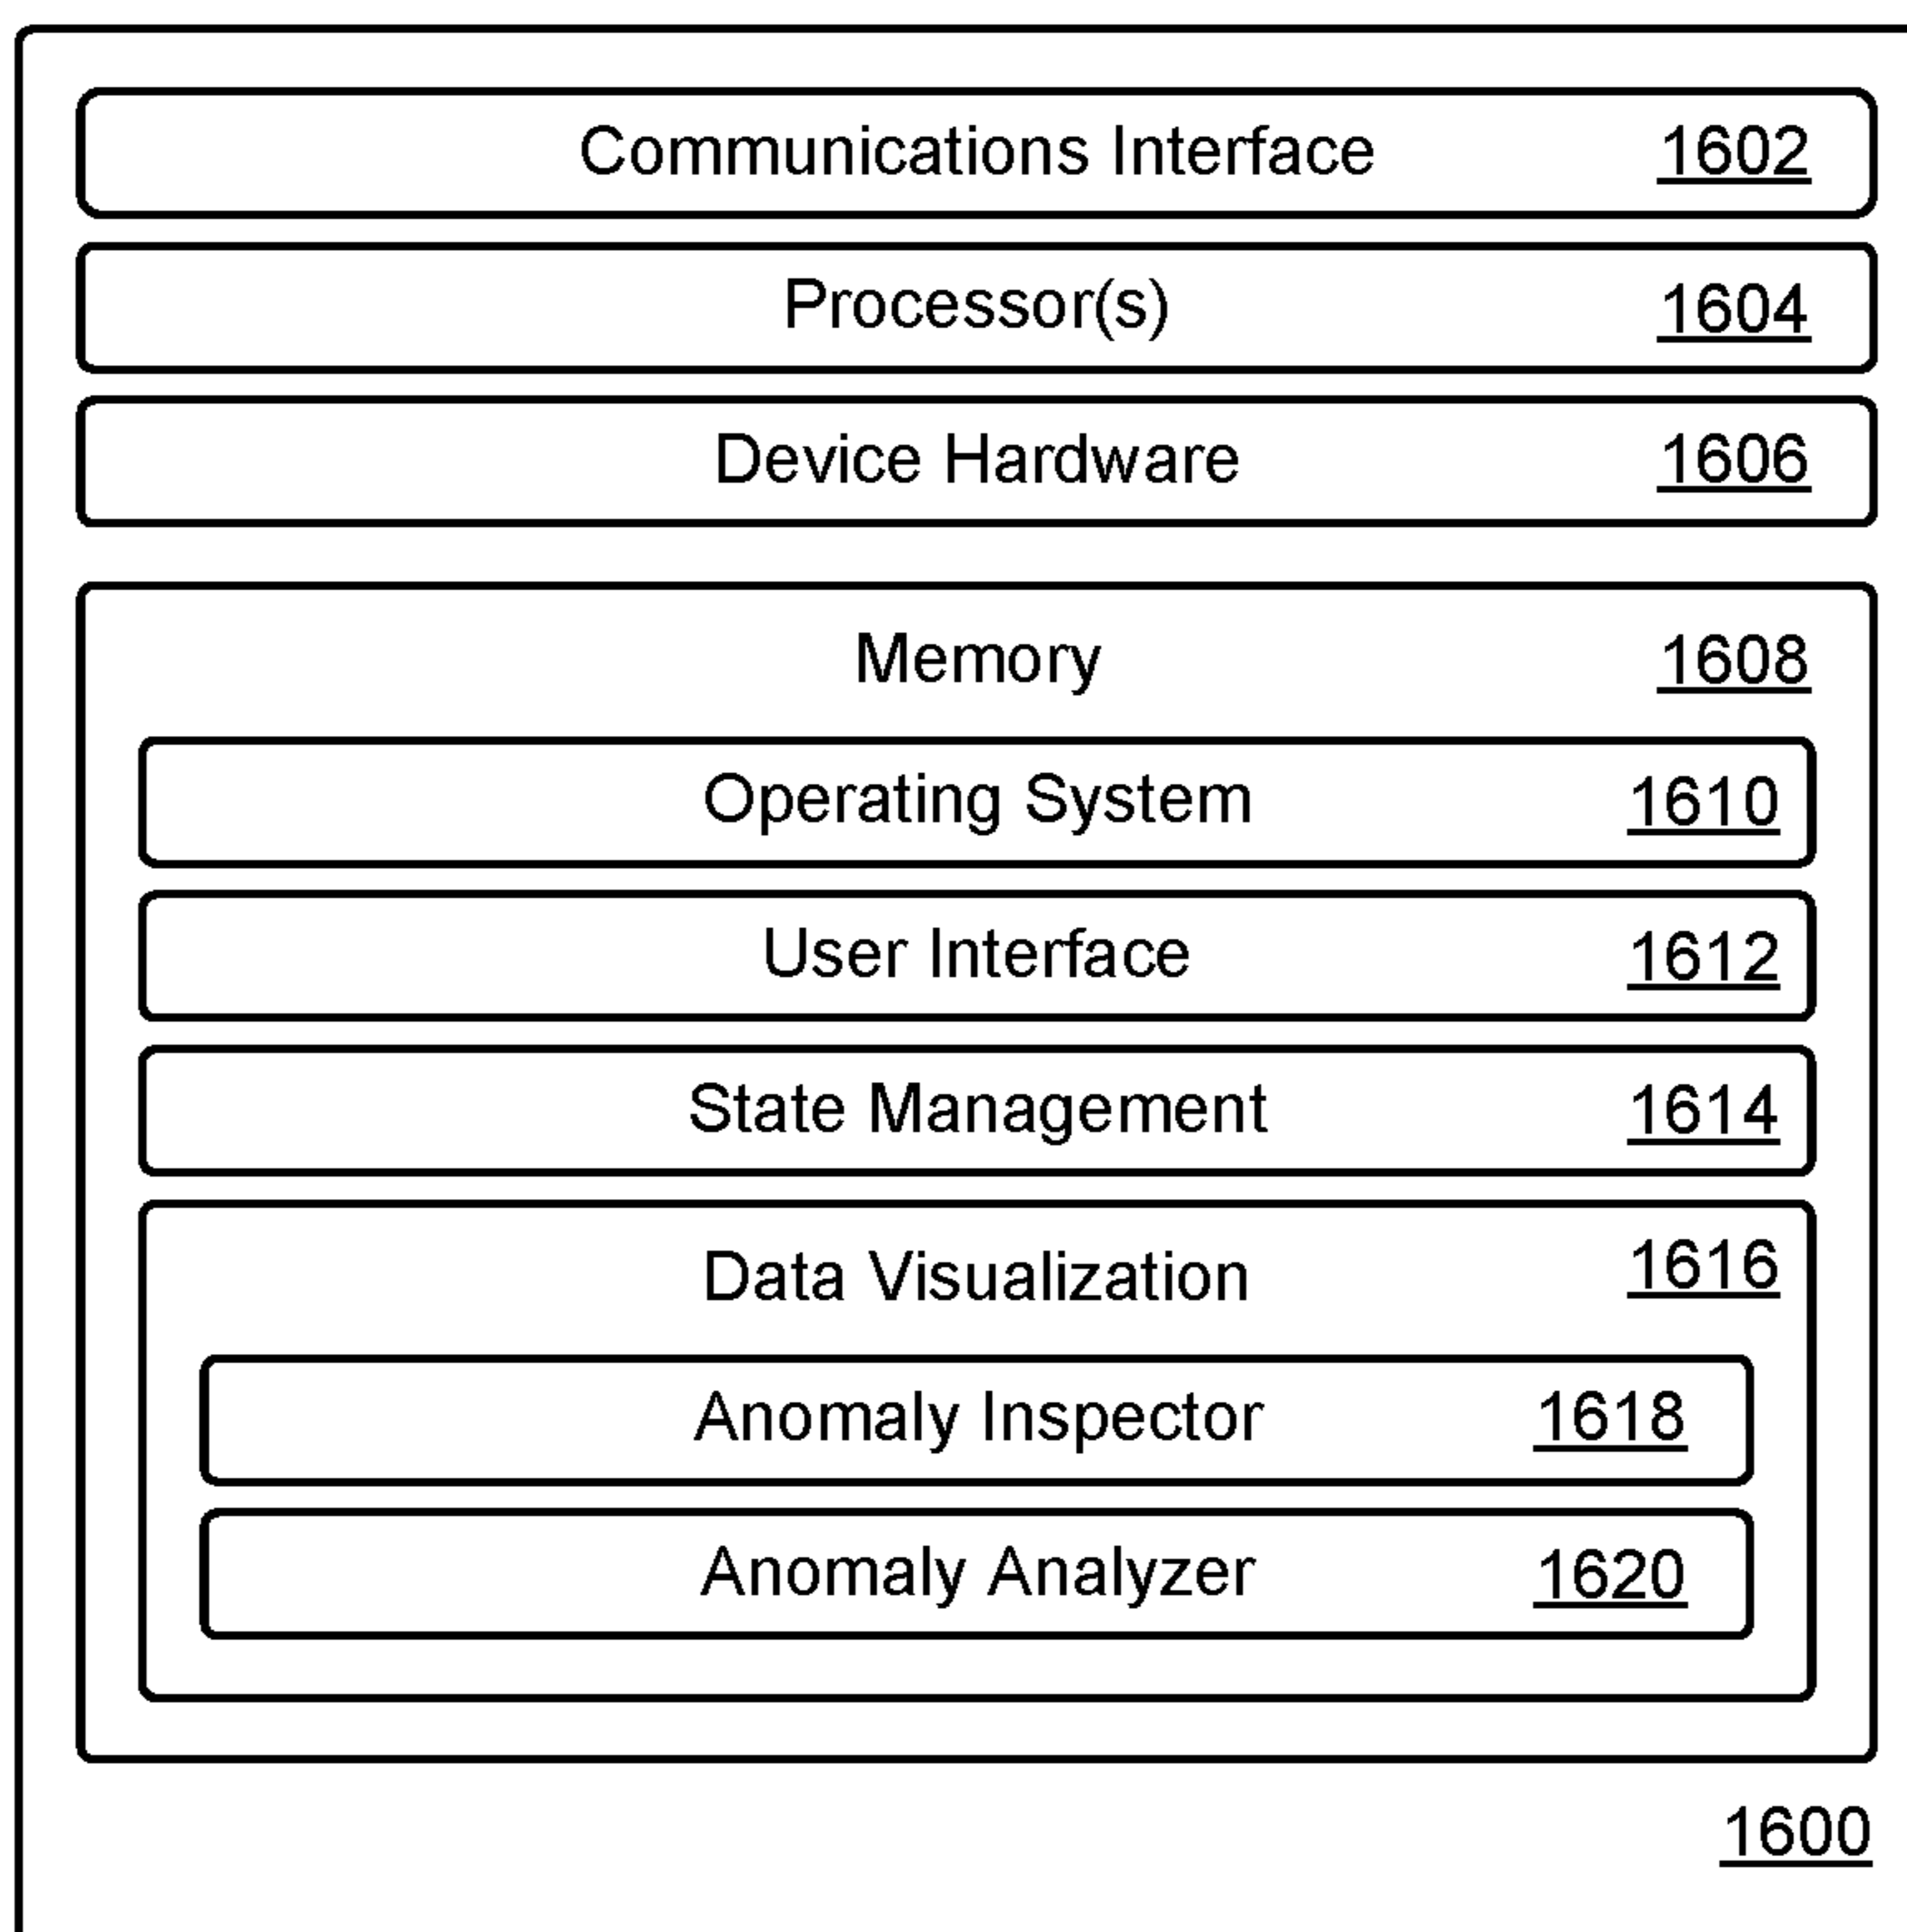 Communications Interface 1602
Processor(s) 1604
Device Hardware 1606
Memory 1608
Operating System 1610
User Interface 1612
State Management 1614
Data Visualization 1616
Anomaly Inspector 1618
Anomaly Analyzer 1620
1600